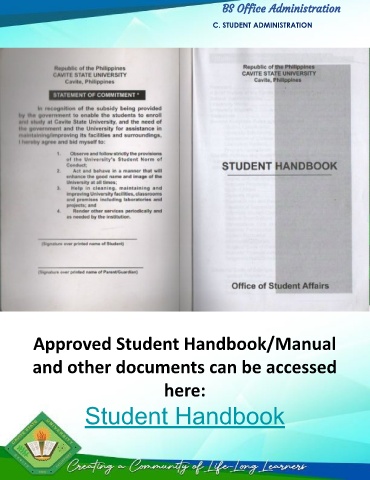 BS Office Administration
C. STUDENT ADMINISTRATION
Republic of the Philippines
CAVITE STATE UNIVERSITY
Cavite, Philippines
STATEMENT OF COMMITMENT *
In recognition of the subsidy being provided
by the government to enable the students to enroll
and study at Cavite State University, and the need of
the government and the University for assistance in
maintaining/improving its facilities and surroundings,
I hereby agree and bid myself to:
1. Observe and follow strictly the provisions
of the University's Student Norm of
Conduct;
2. Act and behave in a manner that will
enhance the good name and image of the
University at all times;
3. Help in cleaning, maintaining and
improving University facilities, classrooms
and premises including laboratories and
projects; and
4. Render other services periodically and
as needed by the institution.
(Signature over printed name of Student)
(Signature over printed name of Parent/Guardian)
Republic of the Philippines
CAVITE STATE UNIVERSITY
Cavite, Philippines
STUDENT HANDBOOK
Office of Student Affairs
Approved Student Handbook/Manual
and other documents can be accessed
here:
Student Handbook
Creating a Community of Life-Long Learners